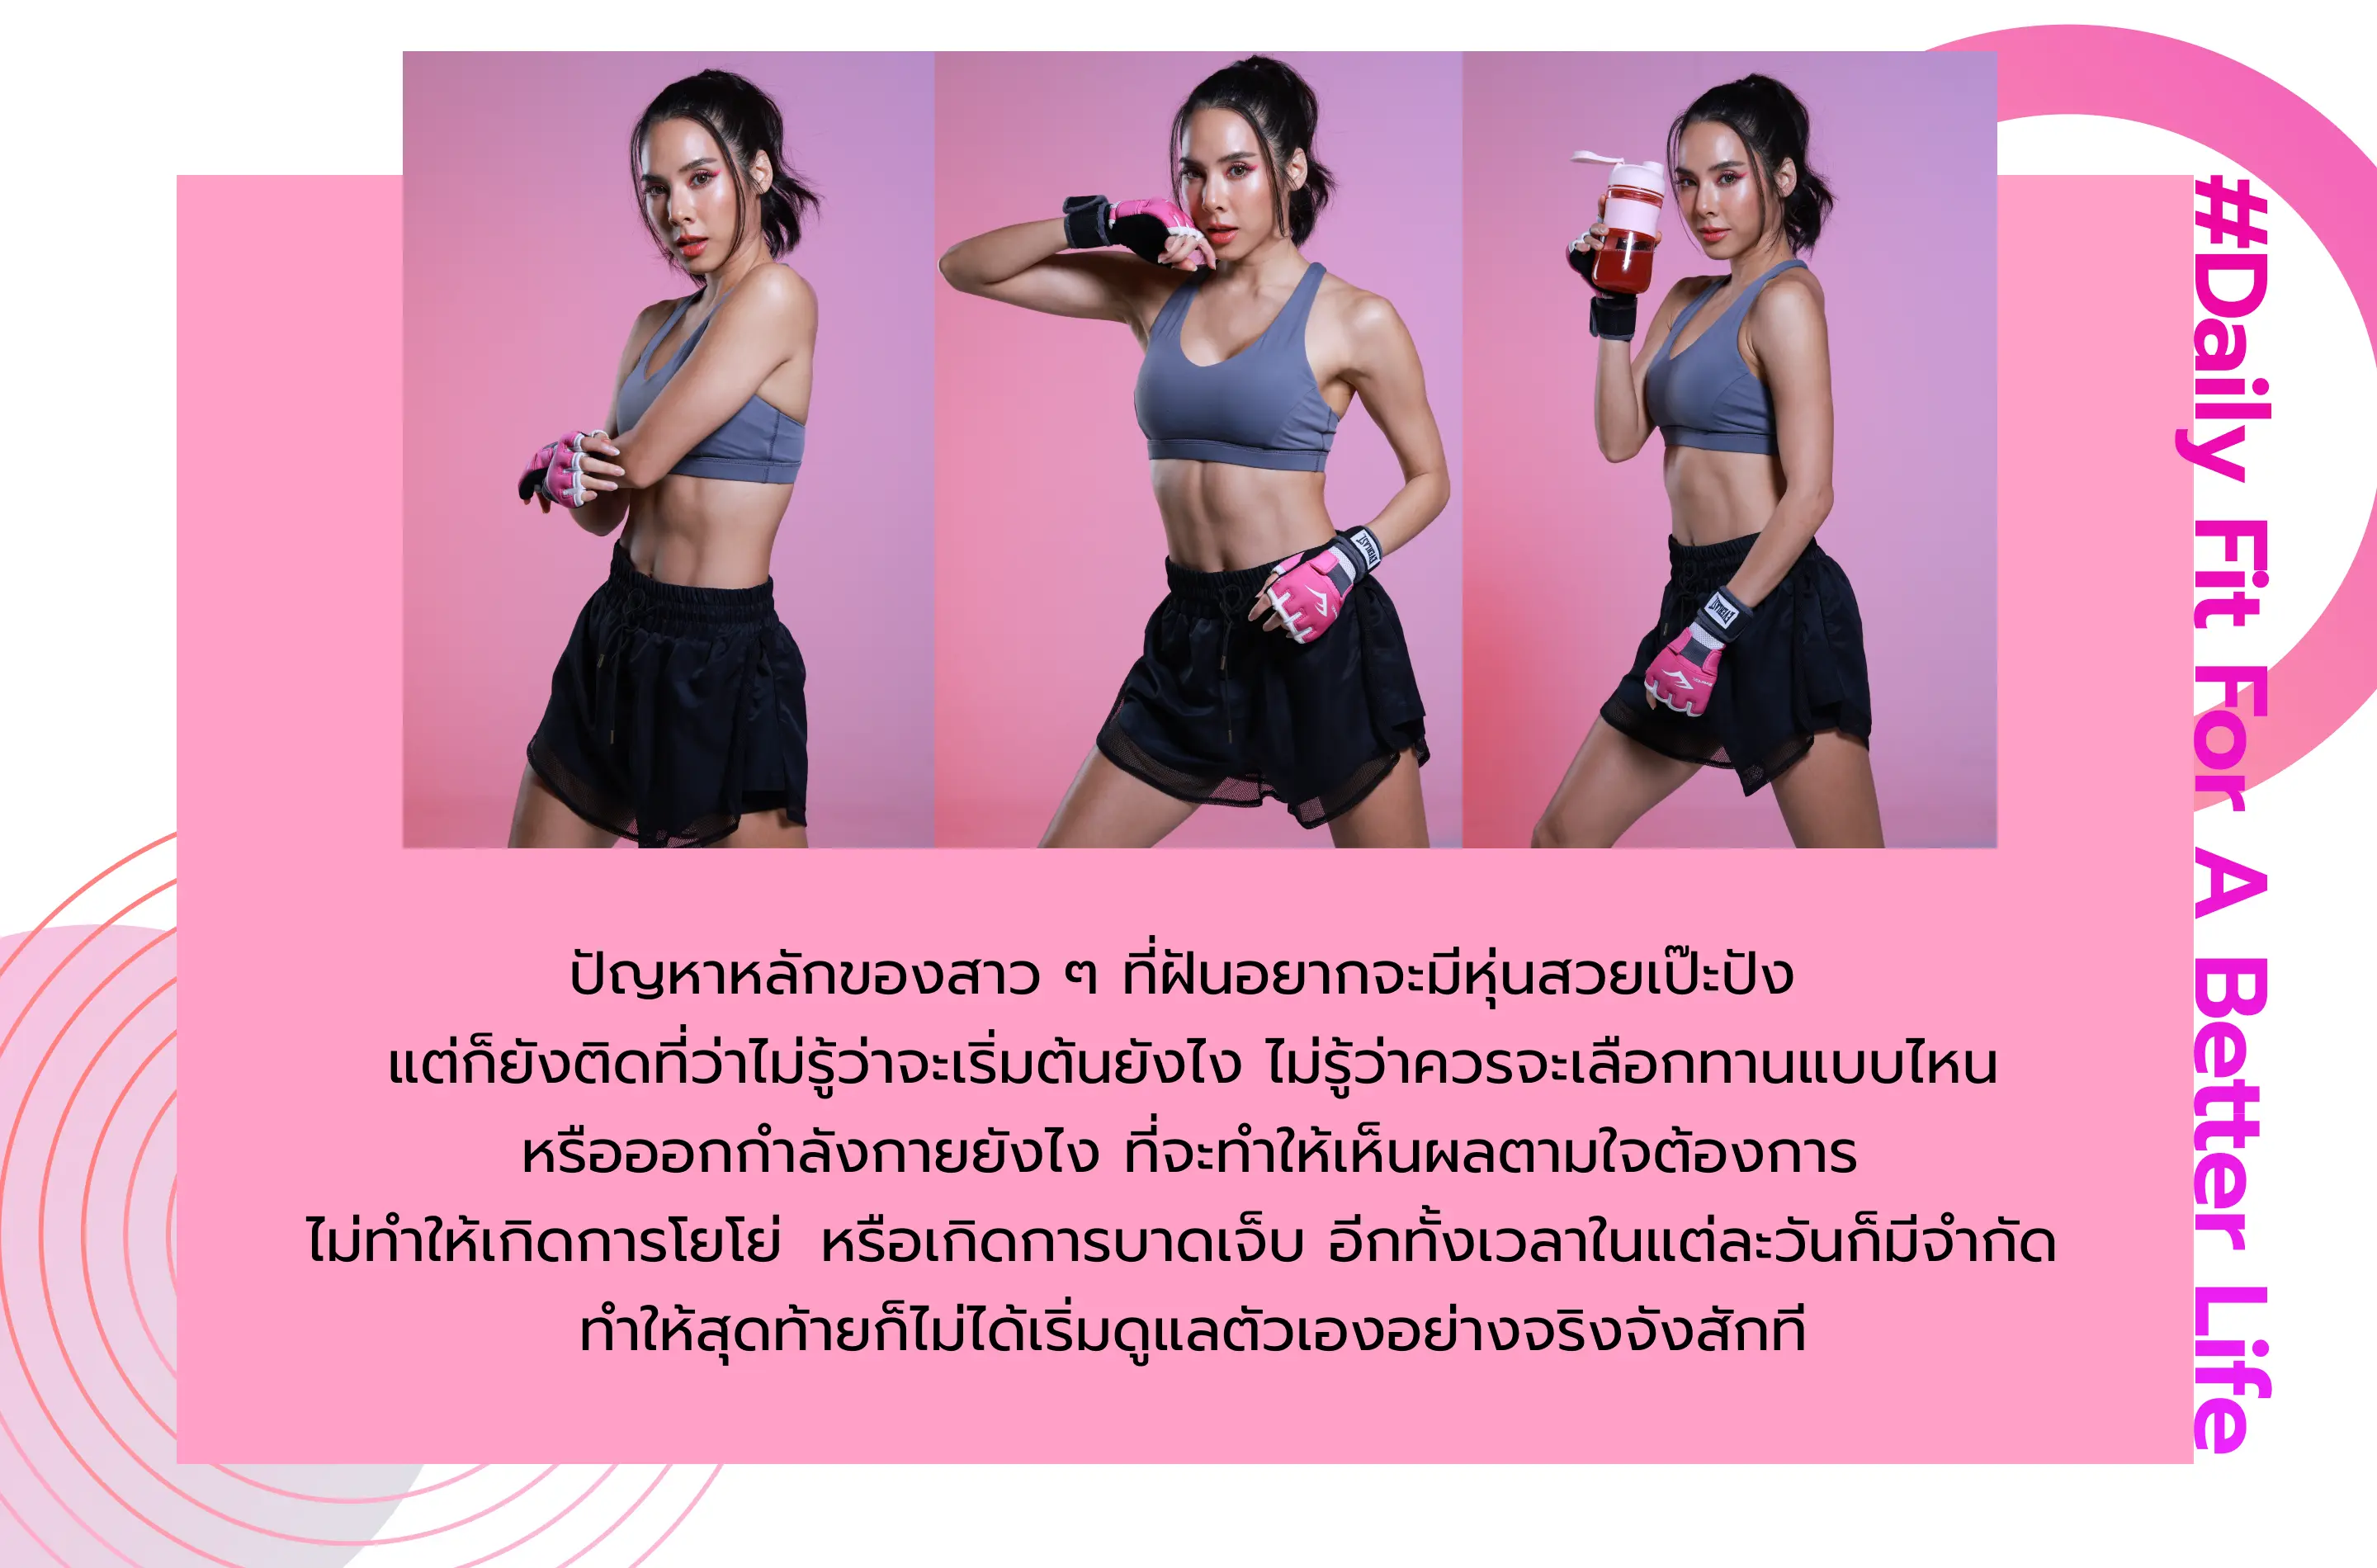 #Daily Fit For A Better Life
EVERLAST
EVERLAST
ปัญหาหลักของสาว ๆ ที่ฝันอยากจะมีหุ่นสวยเป๊ะปัง
แต่ก็ยังติดที่ว่าไม่รู้ว่าจะเริ่มต้นยังไง ไม่รู้ว่าควรจะเลือกทานแบบไหน
หรือออกกำลังกายยังไง ที่จะทำให้เห็นผลตามใจต้องการ
ไม่ทำให้เกิดการโยโย่ หรือเกิดการบาดเจ็บ อีกทั้งเวลาในแต่ละวันก็มีจำกัด
ทำให้สุดท้ายก็ไม่ได้เริ่มดูแลตัวเองอย่างจริงจังสักที